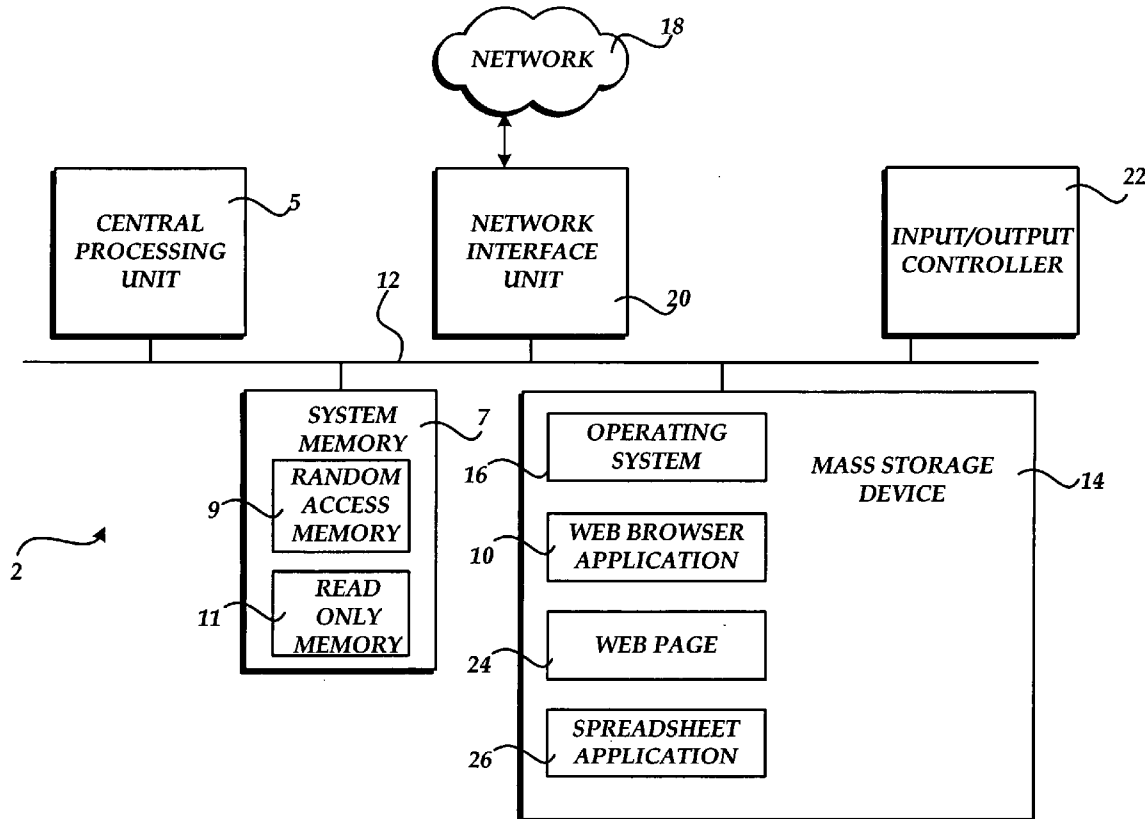 NETWORK
18
CENTRAL
PROCESSING
UNIT
5
NETWORK
INTERFACE
UNIT
20
INPUT/OUTPUT
CONTROLLER
22
12
SYSTEM
MEMORY
7
RANDOM
ACCESS
MEMORY
9
READ
ONLY
MEMORY
11
2
OPERATING
SYSTEM
16
MASS STORAGE
DEVICE
14
WEB BROWSER
APPLICATION
10
WEB PAGE
24
SPREADSHEET
APPLICATION
26